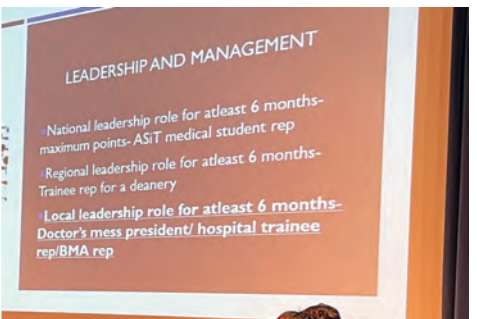 LEADERSHIP AND MANAGEMENT
National leadership role for atleast 6 months-
maximum points- ASiT medical student rep
Regional leadership role for atleast 6 months-
Trainee rep for a deanery
Local leadership role for atleast 6 months-
Doctor's mess president/ hospital trainee
rep/BMA rep